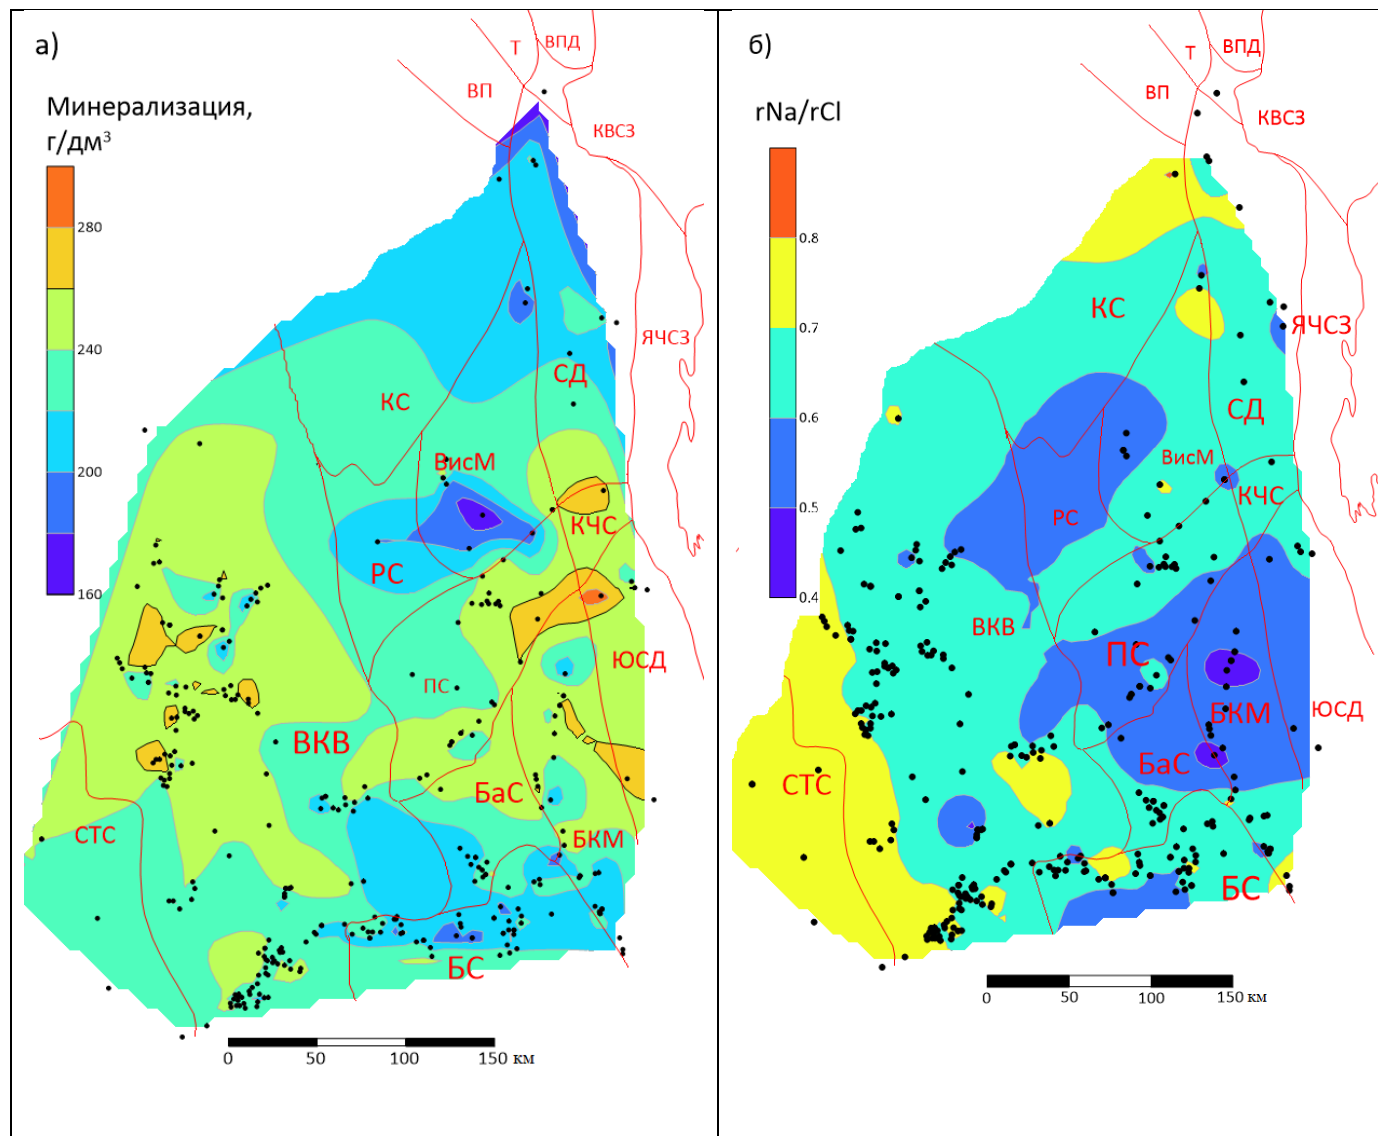 а)
Минерализация,
г/дм³
280
240
200
160
Т
ВПД
ВП
КВСЗ
ЯЧСЗ
СД
КС
ВисМ
КЧС
РС
ЮСД
ПС
ВКВ
БаС
СТС
БКМ
БС
0 50 100 150 км
б)
rNa/rCl
0.8
0.7
0.6
0.5
0.4
Т
ВПД
ВП
КВСЗ
КС
ЯЧСЗ
СД
ВисМ
КЧС
РС
ВКВ
ПС
БКМ
ЮСД
БаС
СТС
БС
0 50 100 150 км